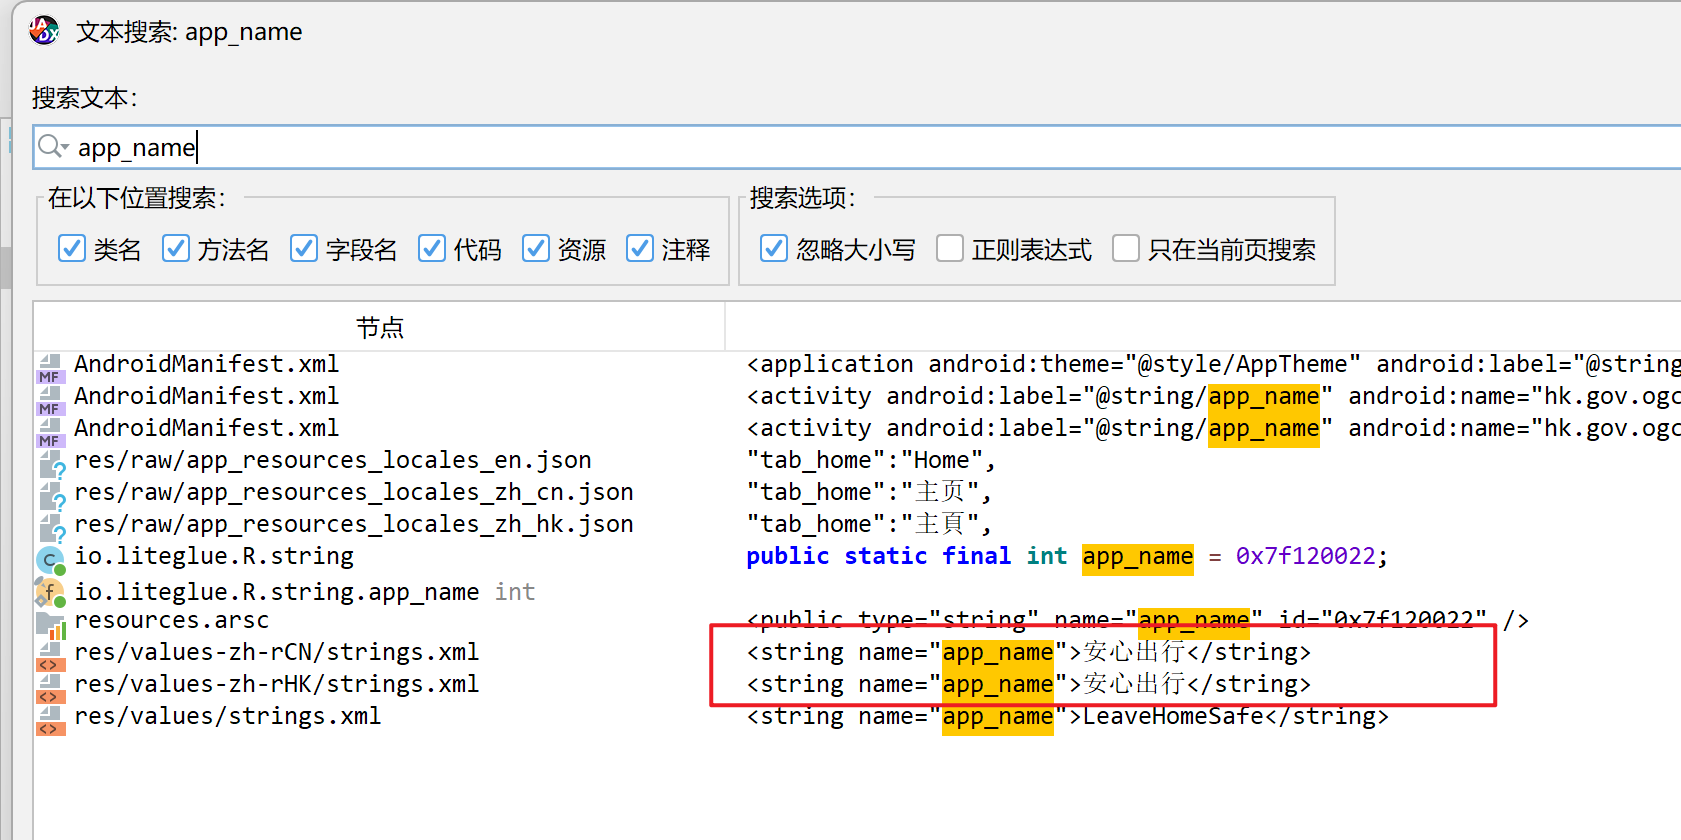 文本搜索: app_name
搜索文本:
app_name
在以下位置搜索: 搜索选项:
类名 方法名 字段名 代码 资源 注释 忽略大小写 正则表达式 只在当前页搜索
节点
AndroidManifest.xml <application android:theme="@style/AppTheme" android:label="@string
AndroidManifest.xml <activity android:label="@string/app_name" android:name="hk.gov.ogc
AndroidManifest.xml <activity android:label="@string/app_name" android:name="hk.gov.ogc
res/raw/app_resources_locales_en.json "tab_home":"Home",
res/raw/app_resources_locales_zh_cn.json "tab_home":"主页",
res/raw/app_resources_locales_zh_hk.json "tab_home":"主頁",
io.liteglue.R.string public static final int app_name = 0x7f120022;
io.liteglue.R.string.app_name int
resources.arsc <public type="string" name="app_name" id="0x7f120022" />
res/values-zh-rCN/strings.xml <string name="app_name">安心出行</string>
res/values-zh-rHK/strings.xml <string name="app_name">安心出行</string>
res/values/strings.xml <string name="app_name">LeaveHomeSafe</string>